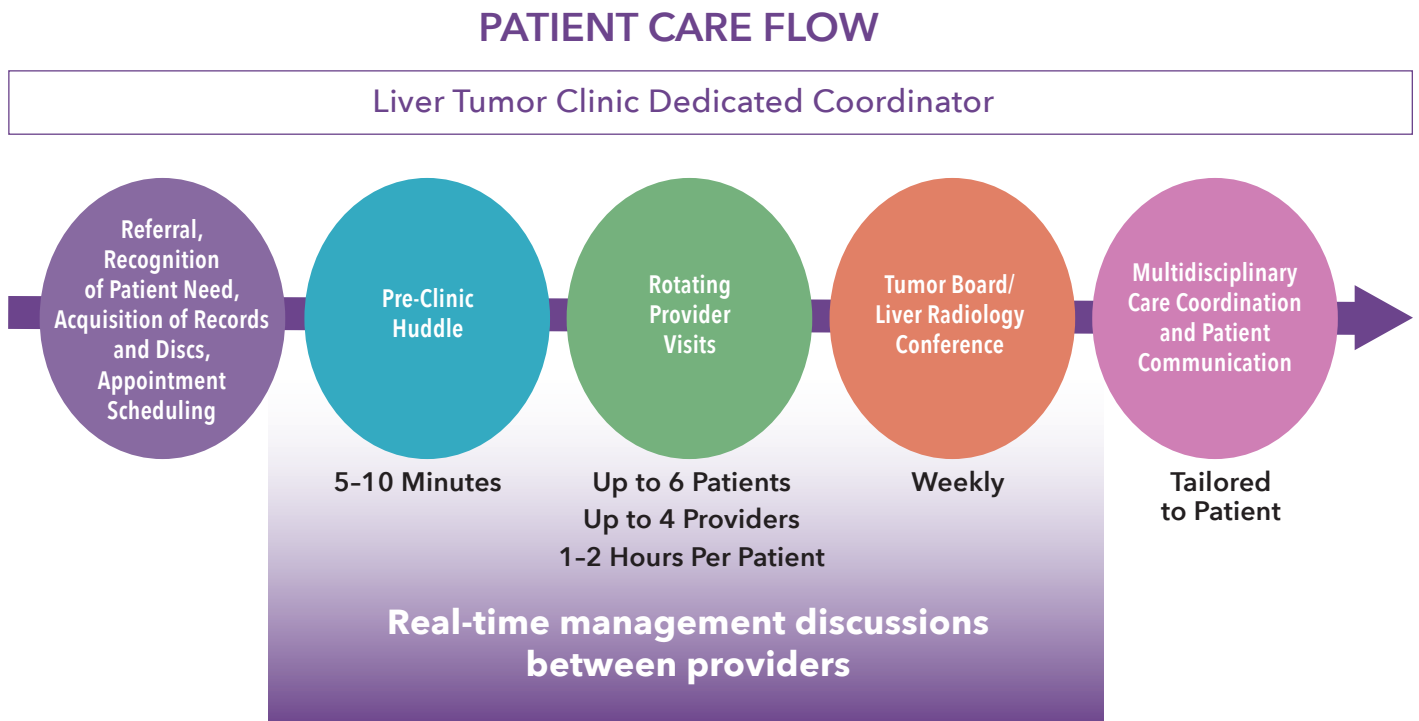 PATIENT CARE FLOW
Liver Tumor Clinic Dedicated Coordinator
Referral,
Recognition
of Patient Need,
Acquisition of Records
and Discs,
Appointment
Scheduling
Pre-Clinic
Huddle
5–10 Minutes
Rotating
Provider
Visits
Up to 6 Patients
Up to 4 Providers
1–2 Hours Per Patient
Tumor Board/
Liver Radiology
Conference
Weekly
Multidisciplinary
Care Coordination
and Patient
Communication
Tailored
to Patient
Real-time management discussions
between providers